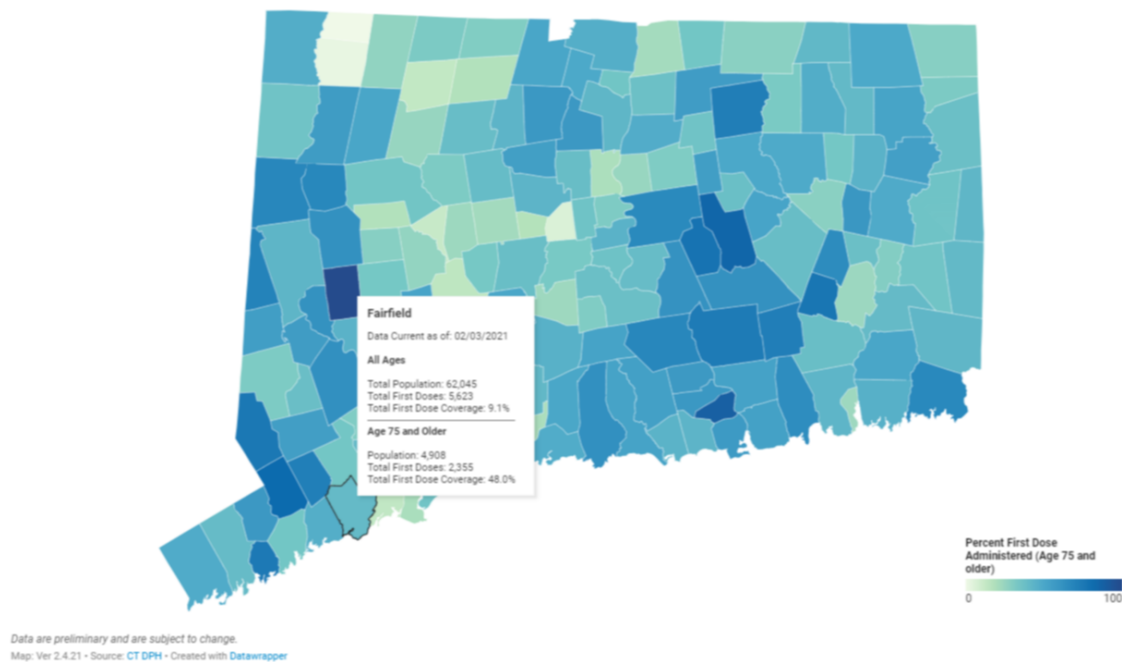 Fairfield
Data Current as of: 02/03/2021
All Ages
Total Population: 62,045
Total First Doses: 5,623
Total First Dose Coverage: 9.1%
Age 75 and Older
Population: 4,908
Total First Doses: 2,355
Total First Dose Coverage: 48.0%
Percent First Dose
Administered (Age 75 and
older)
0 100
Data are preliminary and are subject to change.
Map: Ver 2.4.21 • Source: CT DPH • Created with Datawrapper